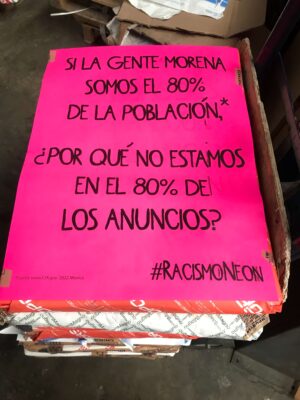 SI LA GENTE MORENA
SOMOS EL 80%
DE LA POBLACIÓN,*
¿POR QUÉ NO ESTAMOS
EN EL 80% DE
LOS ANUNCIOS?
#RACISMONEON